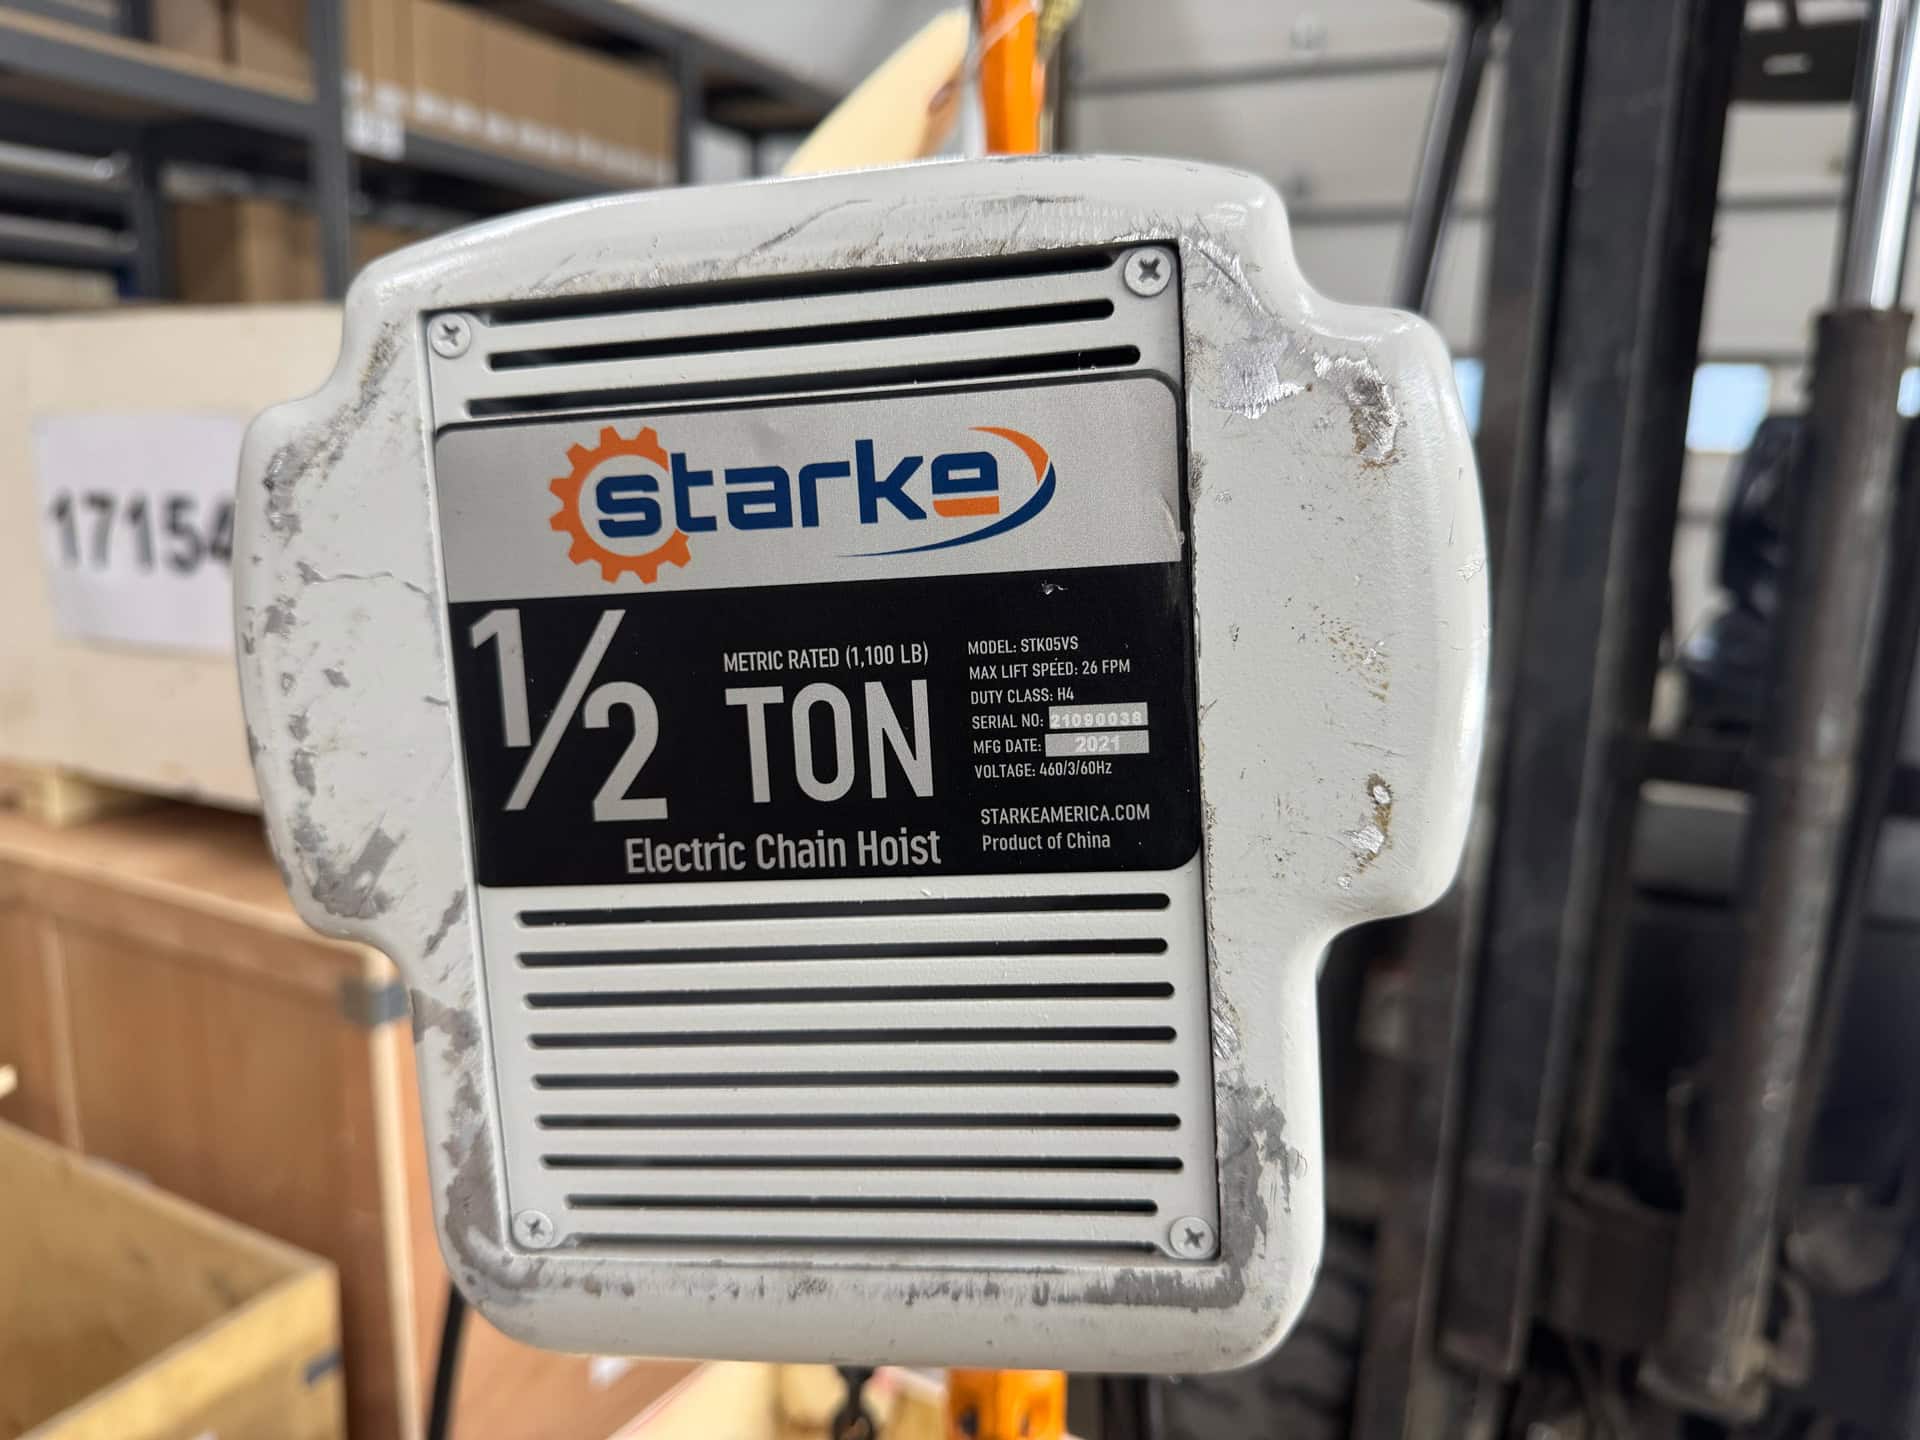 starke
1/2
METRIC RATED (1,100 LB)
TON
Electric Chain Hoist
MODEL: STK05VS
MAX LIFT SPEED: 26 FPM
DUTY CLASS: H4
SERIAL NO: 21090038
MFG DATE: 2021
VOLTAGE: 460/3/60Hz
STARKEAMERICA.COM
Product of China
17154